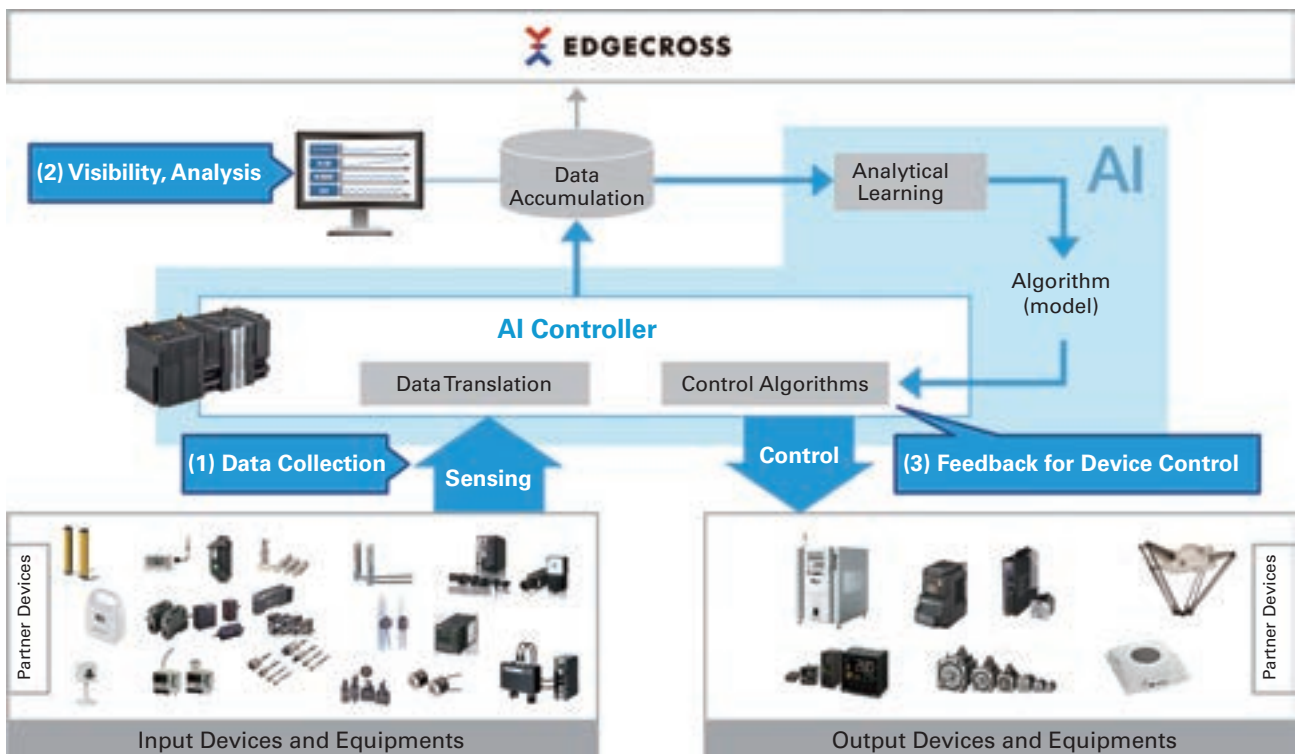 EDGECROSS
(2) Visibility, Analysis
Data
Accumulation
Analytical
Learning
AI
Algorithm
(model)
AI Controller
Data Translation
Control Algorithms
(1) Data Collection
Sensing
Control
(3) Feedback for Device Control
Partner Devices
Partner Devices
Input Devices and Equipments
Output Devices and Equipments